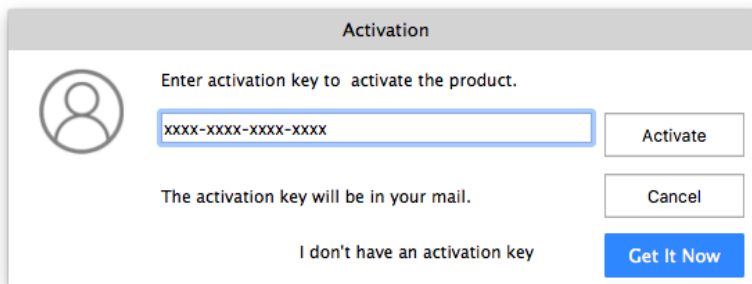 Activation
Enter activation key to  activate the product.
xxxx-xxxx-xxxx-xxxx
Activate
The activation key will be in your mail.
Cancel
I don't have an activation key
Get It Now